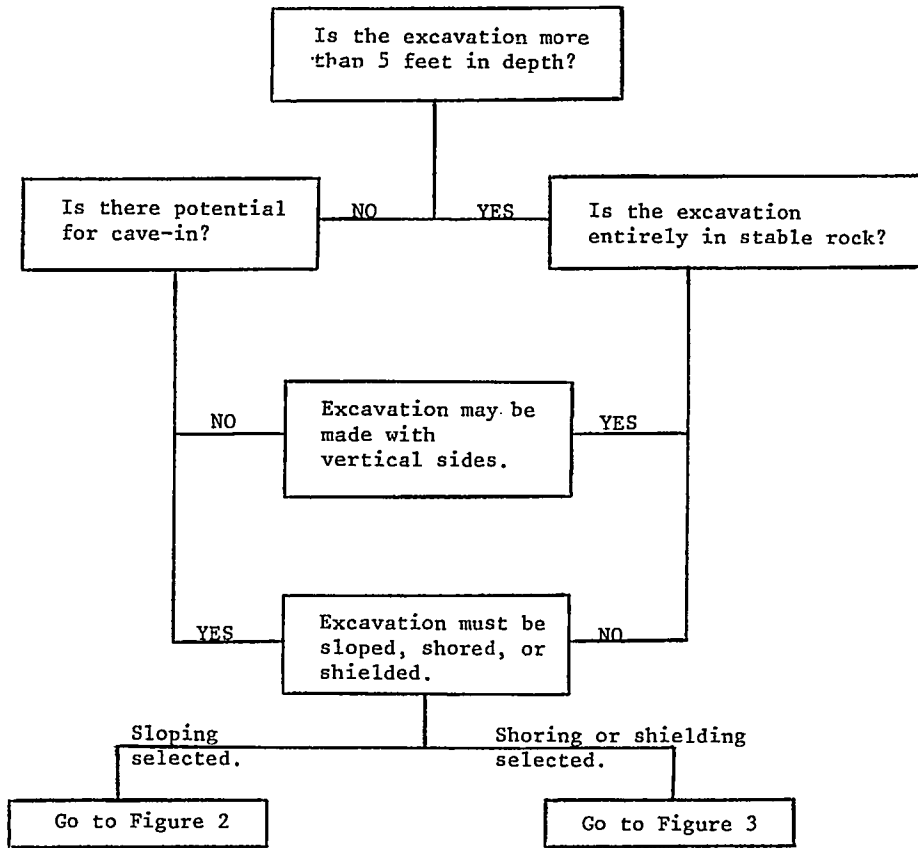 Is the excavation more
than 5 feet in depth?
Is there potential
for cave-in?
NO
YES
Is the excavation
entirely in stable rock?
NO
Excavation may be
made with
vertical sides.
YES
YES
Excavation must be
sloped, shored, or
shielded.
NO
Sloping
selected.
Shoring or shielding
selected.
Go to Figure 2
Go to Figure 3